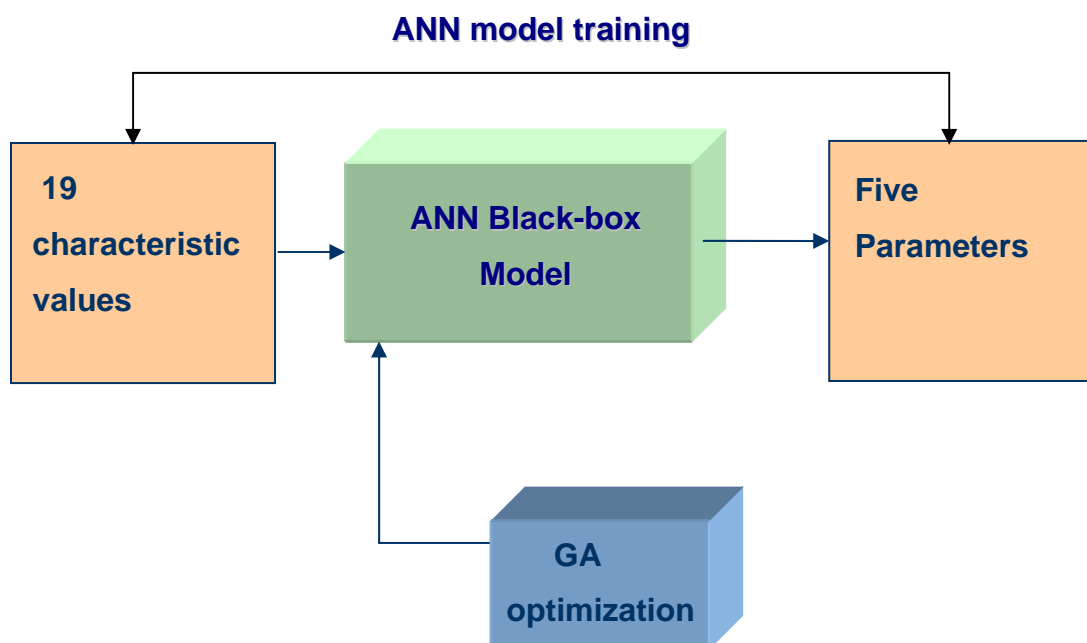 ANN model training
19
characteristic
values
ANN Black-box
Model
Five
Parameters
GA
optimization